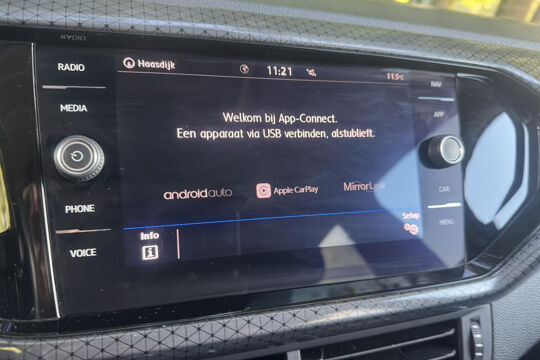 RADIO
RADIO
Haasdijk 11:21 11.5°C
NAV
MEDIA
APP
Welkom bij App-Connect.
Een apparaat via USB verbinden, alstublieft.
androidauto Apple CarPlay MirrorLink
CAR
PHONE
Setup
MENU
Info
VOICE